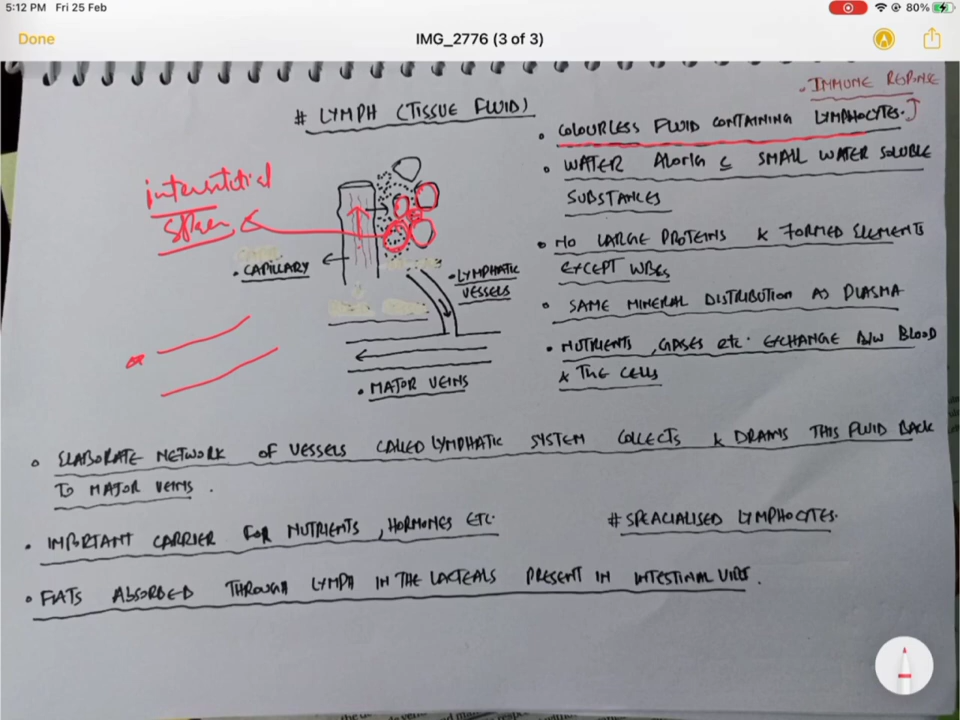 5:12 PM Fri 25 Feb
80%
Done
IMG_2776 (3 of 3)
. IMMUNE RESPONSE
# LYMPH (TISSUE FLUID)
• COLOURLESS FLUID CONTAINING LYMPHOCYTES.
• WATER ALONG C SMALL WATER SOLUBLE
SUBSTANCES
• NO LARGE PROTEINS & FORMED ELEMENTS
EXCEPT WBCs
• SAME MINERAL DISTRIBUTION AS PLASMA
• NUTRIENTS, GASES etc. EXCHANGE B/W BLOOD
& THE CELLS
interstitial
• CAPILLARY
• LYMPHATIC
VESSELS
• MAJOR VEINS
• ELABORATE NETWORK OF VESSELS CALLED LYMPHATIC SYSTEM COLLECTS & DRAINS THIS FLUID BACK
TO MAJOR VEINS.
• IMPORTANT CARRIER FOR NUTRIENTS, HORMONES ETC.
# SPEACIALISED LYMPHOCYTES.
• FATS ABSORBED THROUGH LYMPH IN THE LACTEALS PRESENT IN INTESTINAL VILLI.